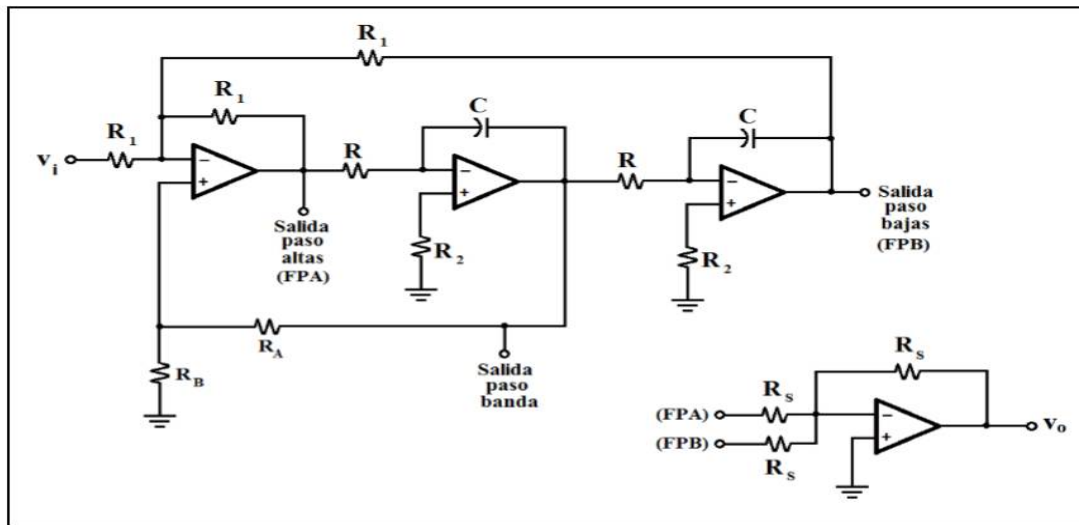 R1
R1
R1
vi
−
+
Salida
paso
altas
(FPA)
R
C
−
+
R2
R
C
−
+
R2
Salida
paso
bajas
(FPB)
RA
RB
Salida
paso
banda
Rs
(FPA)
Rs
(FPB)
Rs
−
+
vo